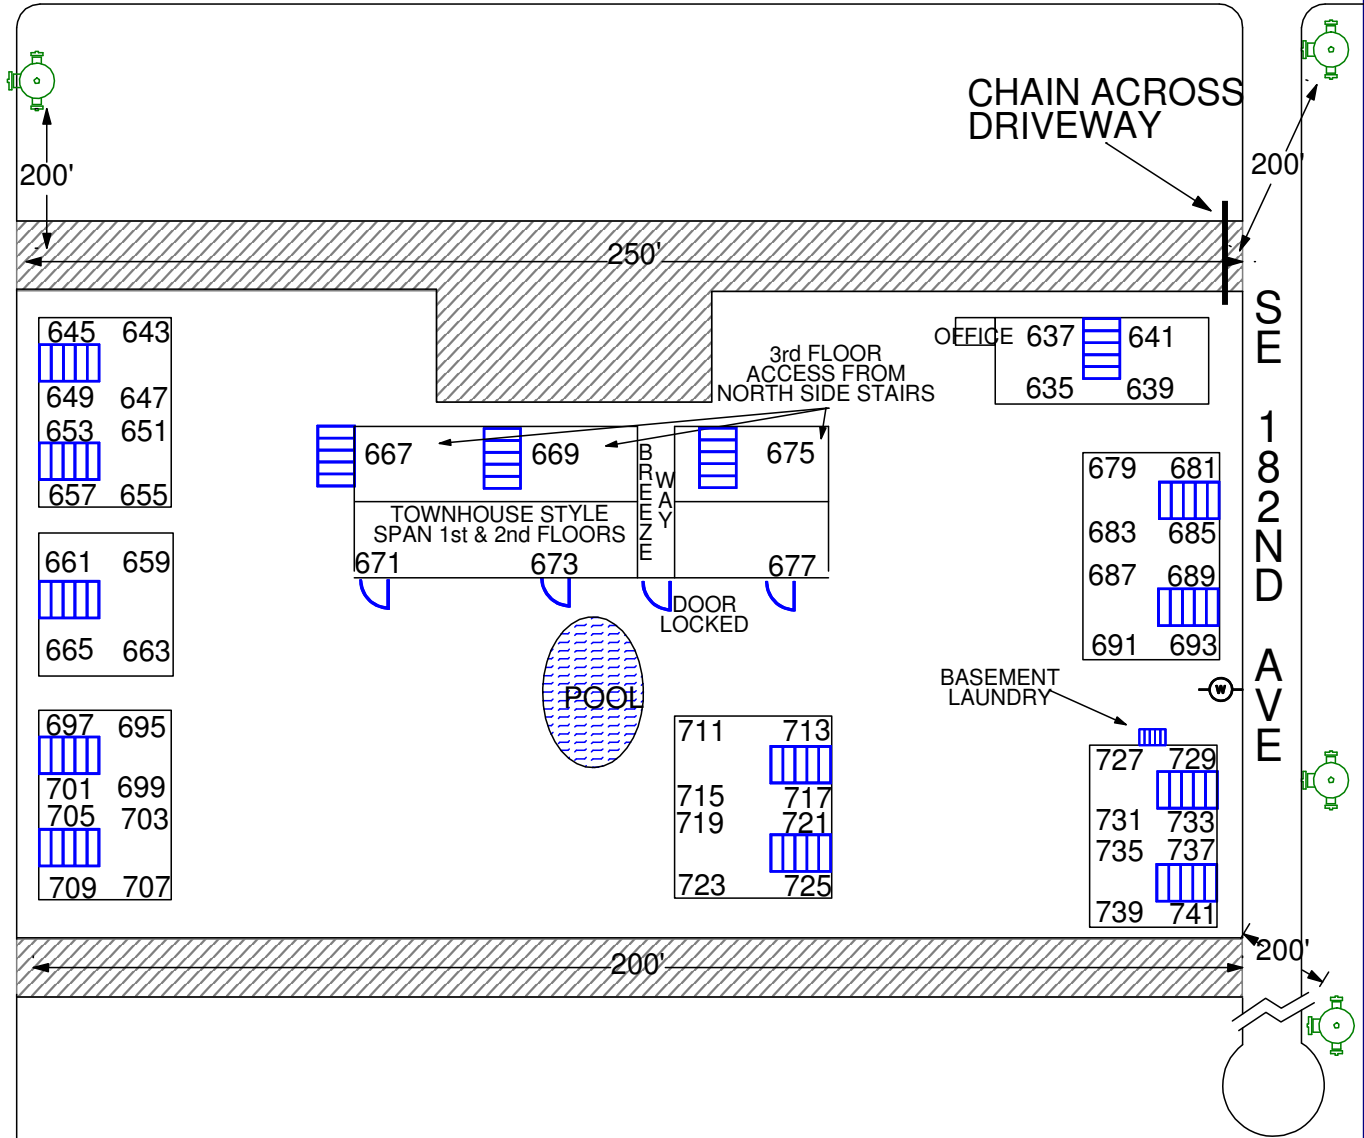 CHAIN ACROSS
DRIVEWAY
200'
200'
250'
SE 182ND AVE
645 643
649 647
653 651
657 655
OFFICE
637 641
635 639
3rd FLOOR
ACCESS FROM
NORTH SIDE STAIRS
667 669 675
BREEZE
WAY
TOWNHOUSE STYLE
SPAN 1st & 2nd FLOORS
671 673 677
DOOR
LOCKED
679 681
683 685
687 689
691 693
661 659
665 663
POOL
BASEMENT
LAUNDRY
W
697 695
701 699
705 703
709 707
711 713
715 717
719 721
723 725
727 729
731 733
735 737
739 741
200'
200'